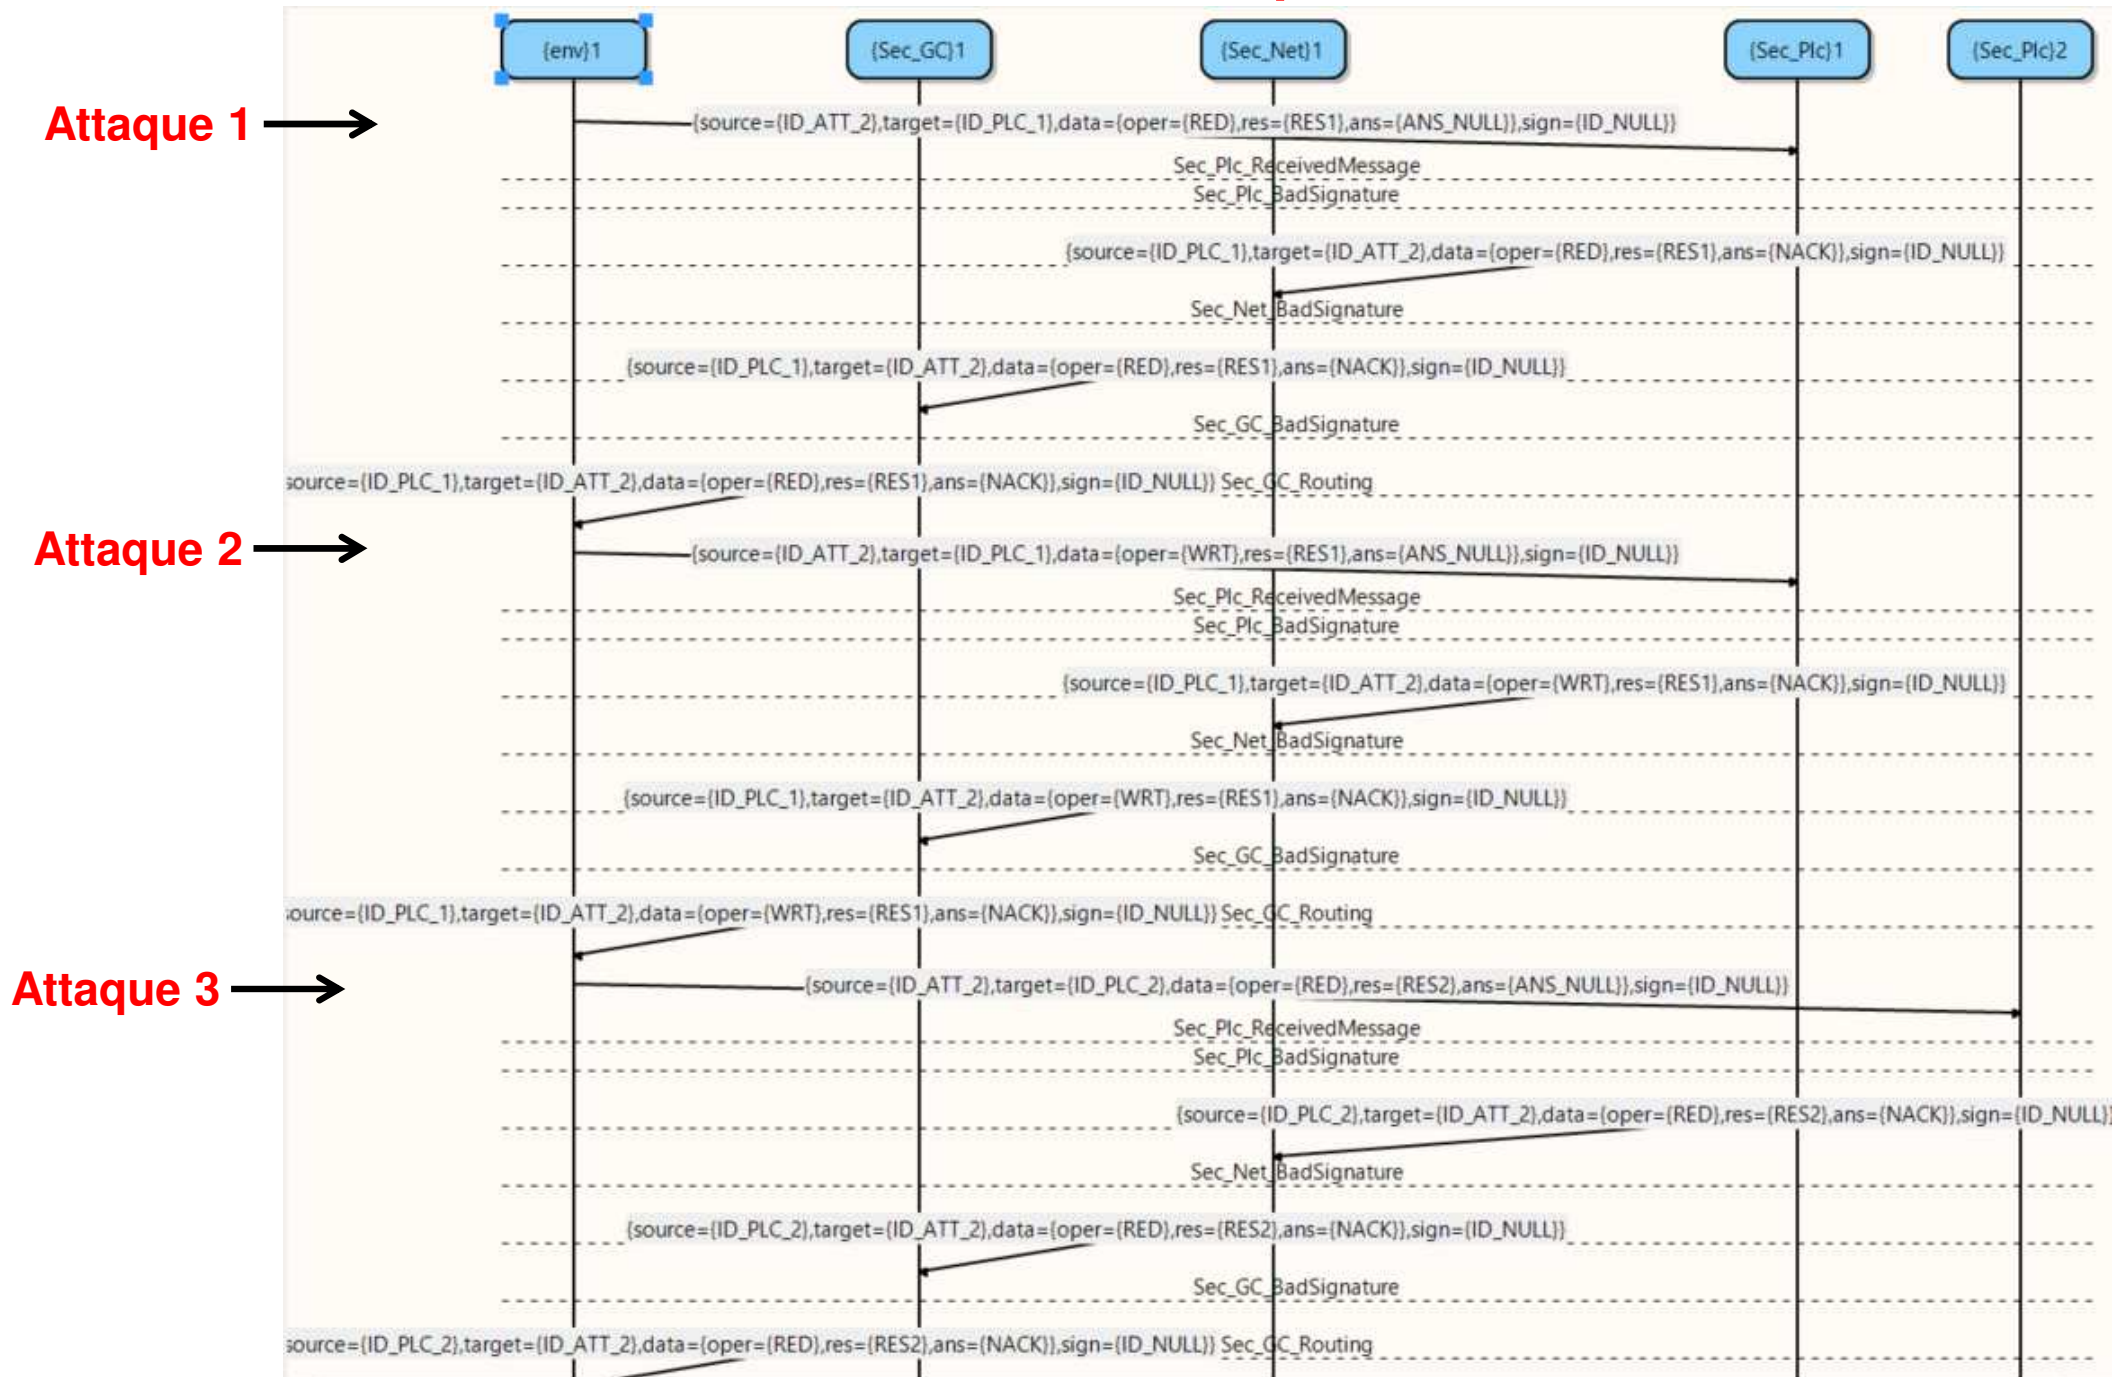 {env}1 {Sec_GC}1 {Sec_Net}1 {Sec_Plc}1 {Sec_Plc}2
Attaque 1
{source={ID_ATT_2},target={ID_PLC_1},data={oper={RED},res={RES1},ans={ANS_NULL}},sign={ID_NULL}}
Sec_Plc_ReceivedMessage
Sec_Plc_BadSignature
{source={ID_PLC_1},target={ID_ATT_2},data={oper={RED},res={RES1},ans={NACK}},sign={ID_NULL}}
Sec_Net_BadSignature
{source={ID_PLC_1},target={ID_ATT_2},data={oper={RED},res={RES1},ans={NACK}},sign={ID_NULL}}
Sec_GC_BadSignature
source={ID_PLC_1},target={ID_ATT_2},data={oper={RED},res={RES1},ans={NACK}},sign={ID_NULL}} Sec_GC_Routing
Attaque 2
{source={ID_ATT_2},target={ID_PLC_1},data={oper={WRT},res={RES1},ans={ANS_NULL}},sign={ID_NULL}}
Sec_Plc_ReceivedMessage
Sec_Plc_BadSignature
{source={ID_PLC_1},target={ID_ATT_2},data={oper={WRT},res={RES1},ans={NACK}},sign={ID_NULL}}
Sec_Net_BadSignature
{source={ID_PLC_1},target={ID_ATT_2},data={oper={WRT},res={RES1},ans={NACK}},sign={ID_NULL}}
Sec_GC_BadSignature
source={ID_PLC_1},target={ID_ATT_2},data={oper={WRT},res={RES1},ans={NACK}},sign={ID_NULL}} Sec_GC_Routing
Attaque 3
{source={ID_ATT_2},target={ID_PLC_2},data={oper={RED},res={RES2},ans={ANS_NULL}},sign={ID_NULL}}
Sec_Plc_ReceivedMessage
Sec_Plc_BadSignature
{source={ID_PLC_2},target={ID_ATT_2},data={oper={RED},res={RES2},ans={NACK}},sign={ID_NULL}}
Sec_Net_BadSignature
{source={ID_PLC_2},target={ID_ATT_2},data={oper={RED},res={RES2},ans={NACK}},sign={ID_NULL}}
Sec_GC_BadSignature
source={ID_PLC_2},target={ID_ATT_2},data={oper={RED},res={RES2},ans={NACK}},sign={ID_NULL}} Sec_GC_Routing